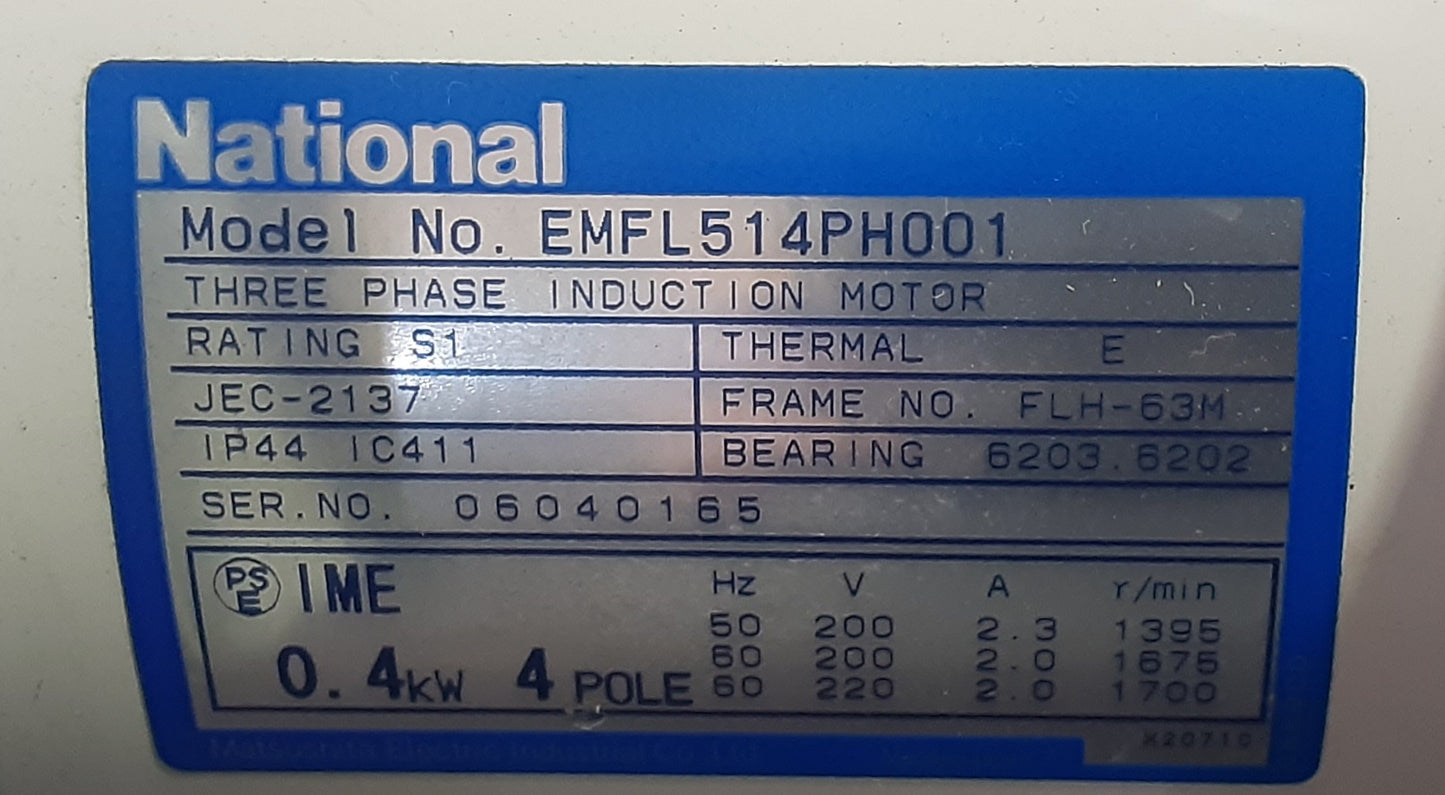 National
Model No. EMFL514PH001
THREE PHASE INDUCTION MOTOR
RATING S1 THERMAL E
JEC-2137 FRAME NO. FLH-63M
IP44 IC411 BEARING 6203.6202
SER.NO. 06040165
PSE IME Hz V A r/min
50 200 2.3 1395
60 200 2.0 1675
0.4kW 4 POLE 60 220 2.0 1700
Matsushita Electric Industrial Co., Ltd.